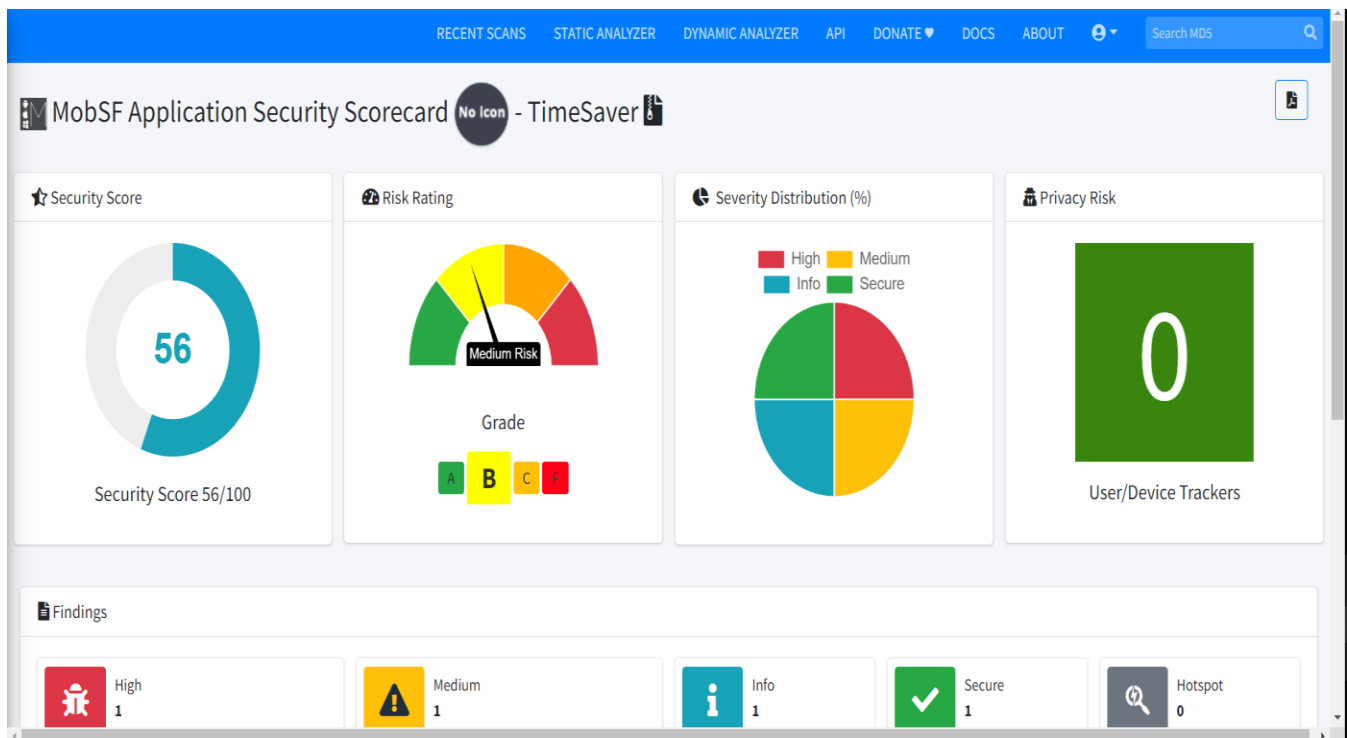 RECENT SCANS STATIC ANALYZER DYNAMIC ANALYZER API DONATE ♥ DOCS ABOUT Search MD5
MobSF Application Security Scorecard No icon - TimeSaver
Security Score
Risk Rating
Severity Distribution (%)
Privacy Risk
56
Security Score 56/100
Medium Risk
Grade
A B C F
High Medium
Info Secure
0
User/Device Trackers
Findings
High
1
Medium
1
Info
1
Secure
1
Hotspot
0